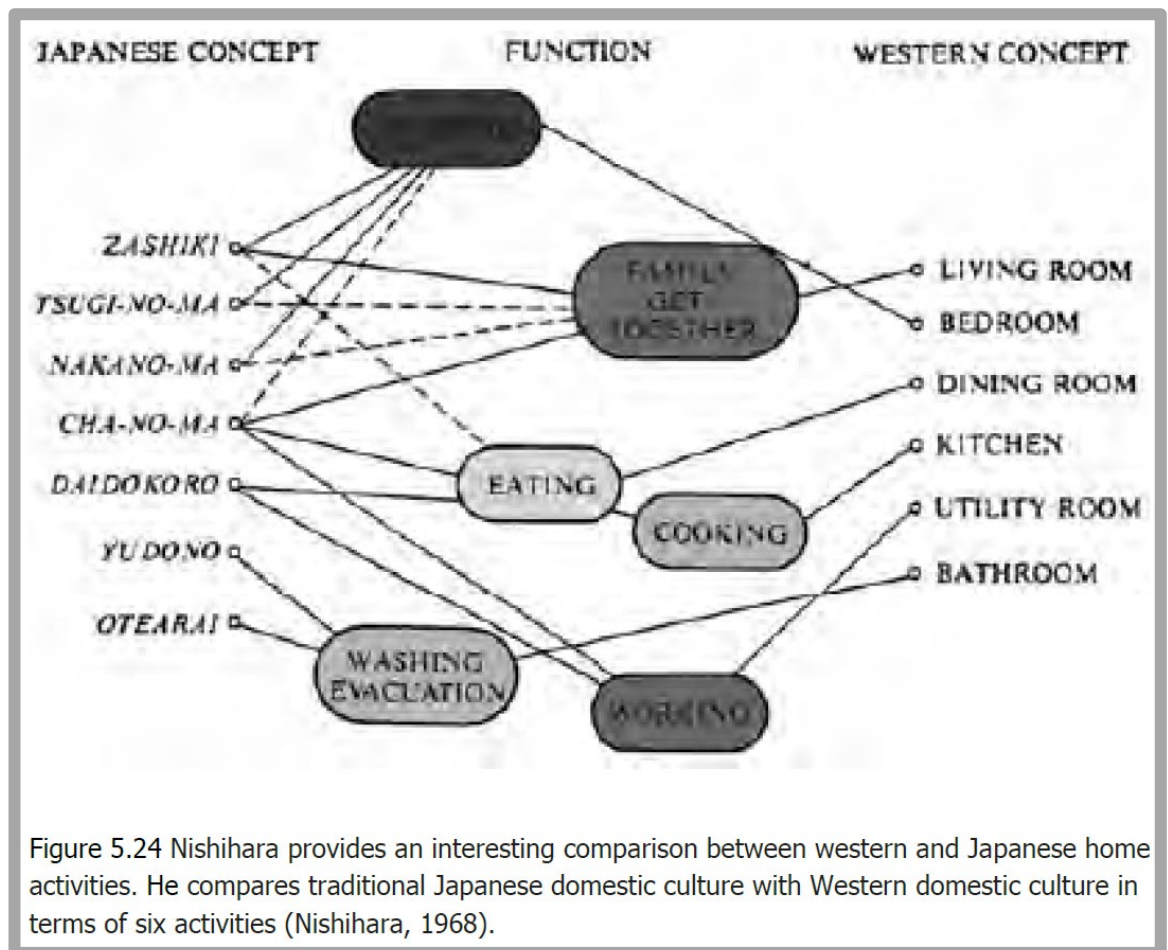 JAPANESE CONCEPT
FUNCTION
WESTERN CONCEPT
ZASHIKI
TSUGI-NO-MA
NAKANO-MA
CHA-NO-MA
DAIDOKORO
YUDONO
OTEARAI
FAMILY
GET
TOGETHER
EATING
COOKING
WASHING
EVACUATION
WORKING
LIVING ROOM
BEDROOM
DINING ROOM
KITCHEN
UTILITY ROOM
BATHROOM
Figure 5.24 Nishihara provides an interesting comparison between western and Japanese home
activities. He compares traditional Japanese domestic culture with Western domestic culture in
terms of six activities (Nishihara, 1968).